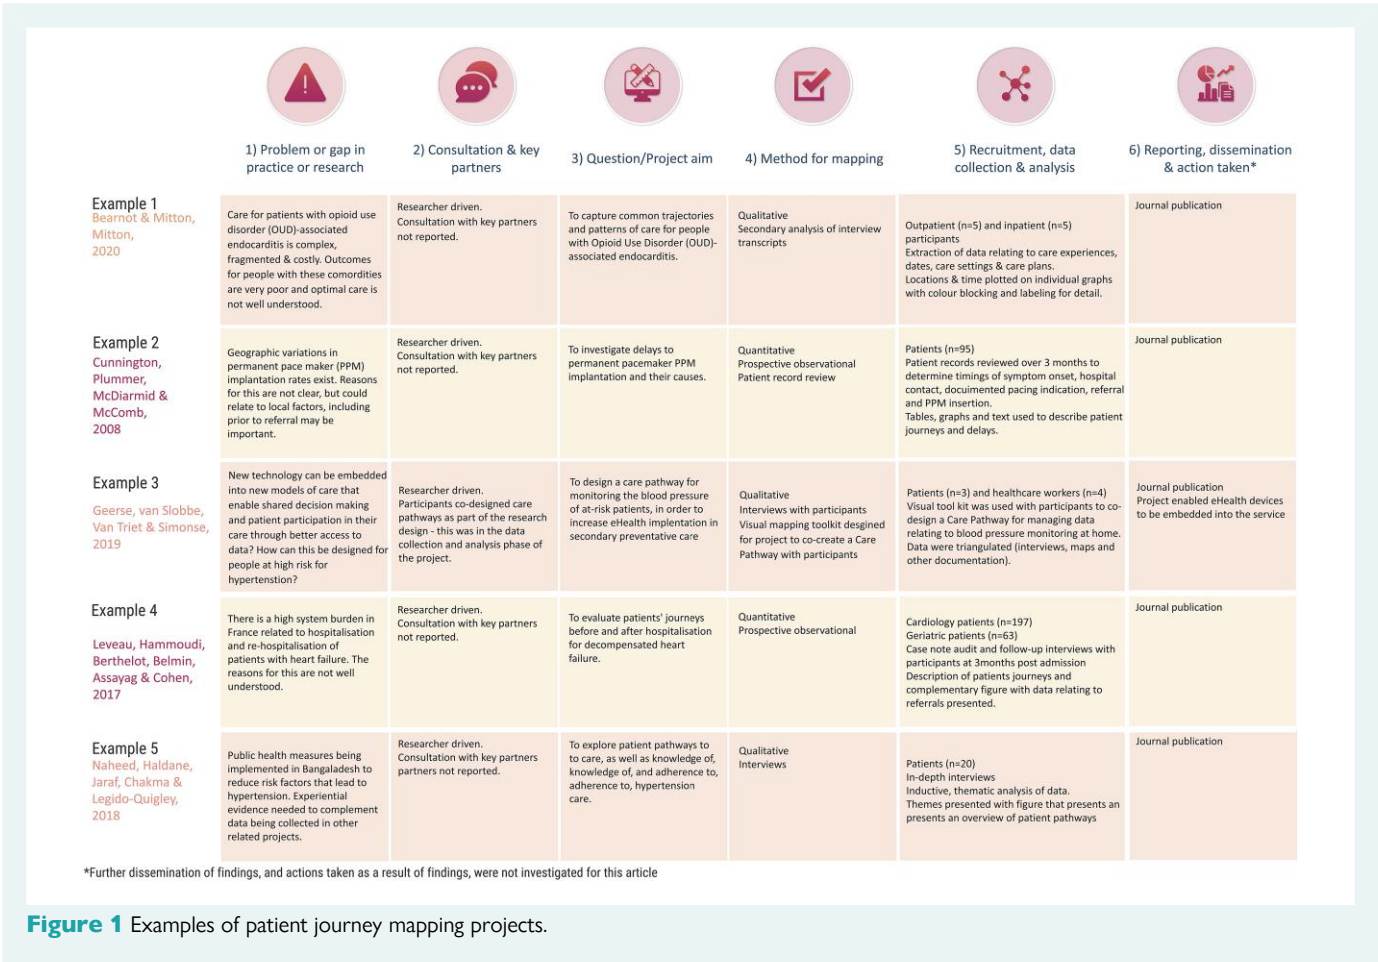 1) Problem or gap in
practice or research
2) Consultation & key
partners
3) Question/Project aim
4) Method for mapping
5) Recruitment, data
collection & analysis
6) Reporting, dissemination
& action taken*
Example 1
Bearnot & Mitton,
Mitton,
2020
Care for patients with opioid use
disorder (OUD)-associated
endocarditis is complex,
fragmented & costly. Outcomes
for people with these comordities
are very poor and optimal care is
not well understood.
Researcher driven.
Consultation with key partners
not reported.
To capture common trajectories
and patterns of care for people
with Opioid Use Disorder (OUD)-
associated endocarditis.
Qualitative
Secondary analysis of interview
transcripts
Outpatient (n=5) and inpatient (n=5)
participants
Extraction of data relating to care experiences,
dates, care settings & care plans.
Locations & time plotted on individual graphs
with colour blocking and labeling for detail.
Journal publication
Example 2
Cunnington,
Plummer,
McDiarmid &
McComb,
2008
Geographic variations in
permanent pace maker (PPM)
implantation rates exist. Reasons
for this are not clear, but could
relate to local factors, including
prior to referral may be
important.
Researcher driven.
Consultation with key partners
not reported.
To investigate delays to
permanent pacemaker PPM
implantation and their causes.
Quantitative
Prospective observational
Patient record review
Patients (n=95)
Patient records reviewed over 3 months to
determine timings of symptom onset, hospital
contact, documented pacing indication, referral
and PPM insertion.
Tables, graphs and text used to describe patient
journeys and delays.
Journal publication
Example 3
Geerse, van Slobbe,
Van Triet & Simonse,
2019
New technology can be embedded
into new models of care that
enable shared decision making
and patient participation in their
care through better access to
data? How can this be designed for
people at high risk for
hypertenstion?
Researcher driven.
Participants co-designed care
pathways as part of the research
design - this was in the data
collection and analysis phase of
the project.
To design a care pathway for
monitoring the blood pressure
of at-risk patients, in order to
increase eHealth implentation in
secondary preventative care
Qualitative
Interviews with participants
Visual mapping toolkit desgined
for project to co-create a Care
Pathway with participants
Patients (n=3) and healthcare workers (n=4)
Visual tool kit was used with participants to co-
design a Care Pathway for managing data
relating to blood pressure monitoring at home.
Data were triangulated (interviews, maps and
other documentation).
Journal publication
Project enabled eHealth devices
to be embedded into the service
Example 4
Leveau, Hammoudi,
Berthelot, Belmin,
Assayag & Cohen,
2017
There is a high system burden in
France related to hospitalisation
and re-hospitalisation of
patients with heart failure. The
reasons for this are not well
understood.
Researcher driven.
Consultation with key partners
not reported.
To evaluate patients' journeys
before and after hospitalisation
for decompensated heart
failure.
Quantitative
Prospective observational
Cardiology patients (n=197)
Geriatric patients (n=63)
Case note audit and follow-up interviews with
participants at 3months post admission
Description of patients journeys and
complementary figure with data relating to
referrals presented.
Journal publication
Example 5
Naheed, Haldane,
Jaraf, Chakma &
Legido-Quigley,
2018
Public health measures being
implemented in Bangladesh to
reduce risk factors that lead to
hypertension. Experiential
evidence needed to complement
data being collected in other
related projects.
Researcher driven.
Consultation with key partners
partners not reported.
To explore patient pathways to
to care, as well as knowledge of,
knowledge of, and adherence to,
adherence to, hypertension
care.
Qualitative
Interviews
Patients (n=20)
In-depth interviews
Inductive, thematic analysis of data.
Themes presented with figure that presents an
presents an overview of patient pathways
Journal publication
*Further dissemination of findings, and actions taken as a result of findings, were not investigated for this article
Figure 1 Examples of patient journey mapping projects.